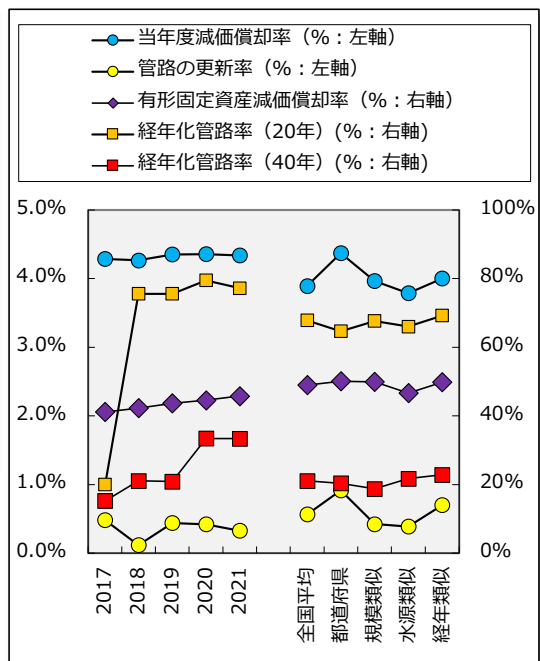 当年度減価償却率（%：左軸）
管路の更新率（%：左軸）
有形固定資産減価償却率（%：右軸）
経年化管路率（20年）(%：右軸)
経年化管路率（40年）(%：右軸)
5.0%
4.0%
3.0%
2.0%
1.0%
0.0%
100%
80%
60%
40%
20%
0%
2017
2018
2019
2020
2021
全国平均
都道府県
規模類似
水源類似
経年類似